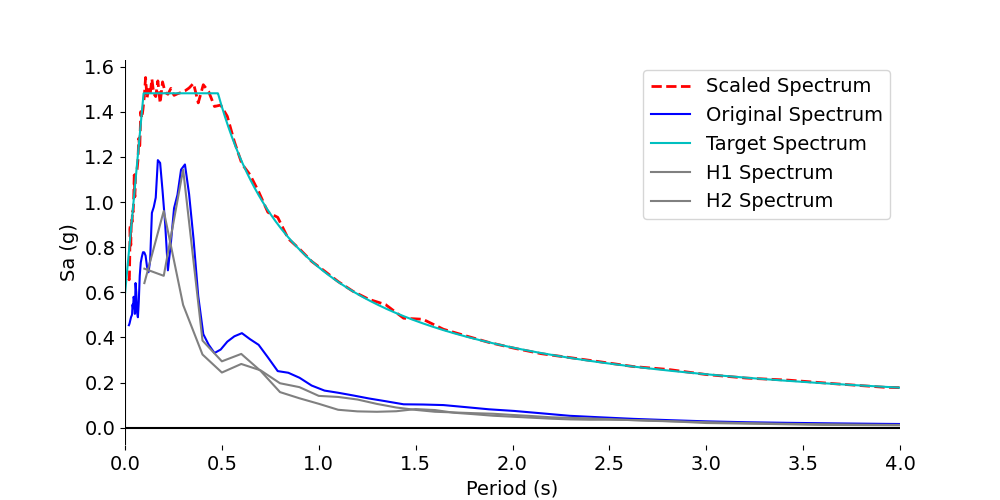 1.6
1.4
1.2
1.0
0.8
0.6
0.4
0.2
0.0
Sa (g)
Scaled Spectrum
Original Spectrum
Target Spectrum
H1 Spectrum
H2 Spectrum
0.0 0.5 1.0 1.5 2.0 2.5 3.0 3.5 4.0
Period (s)